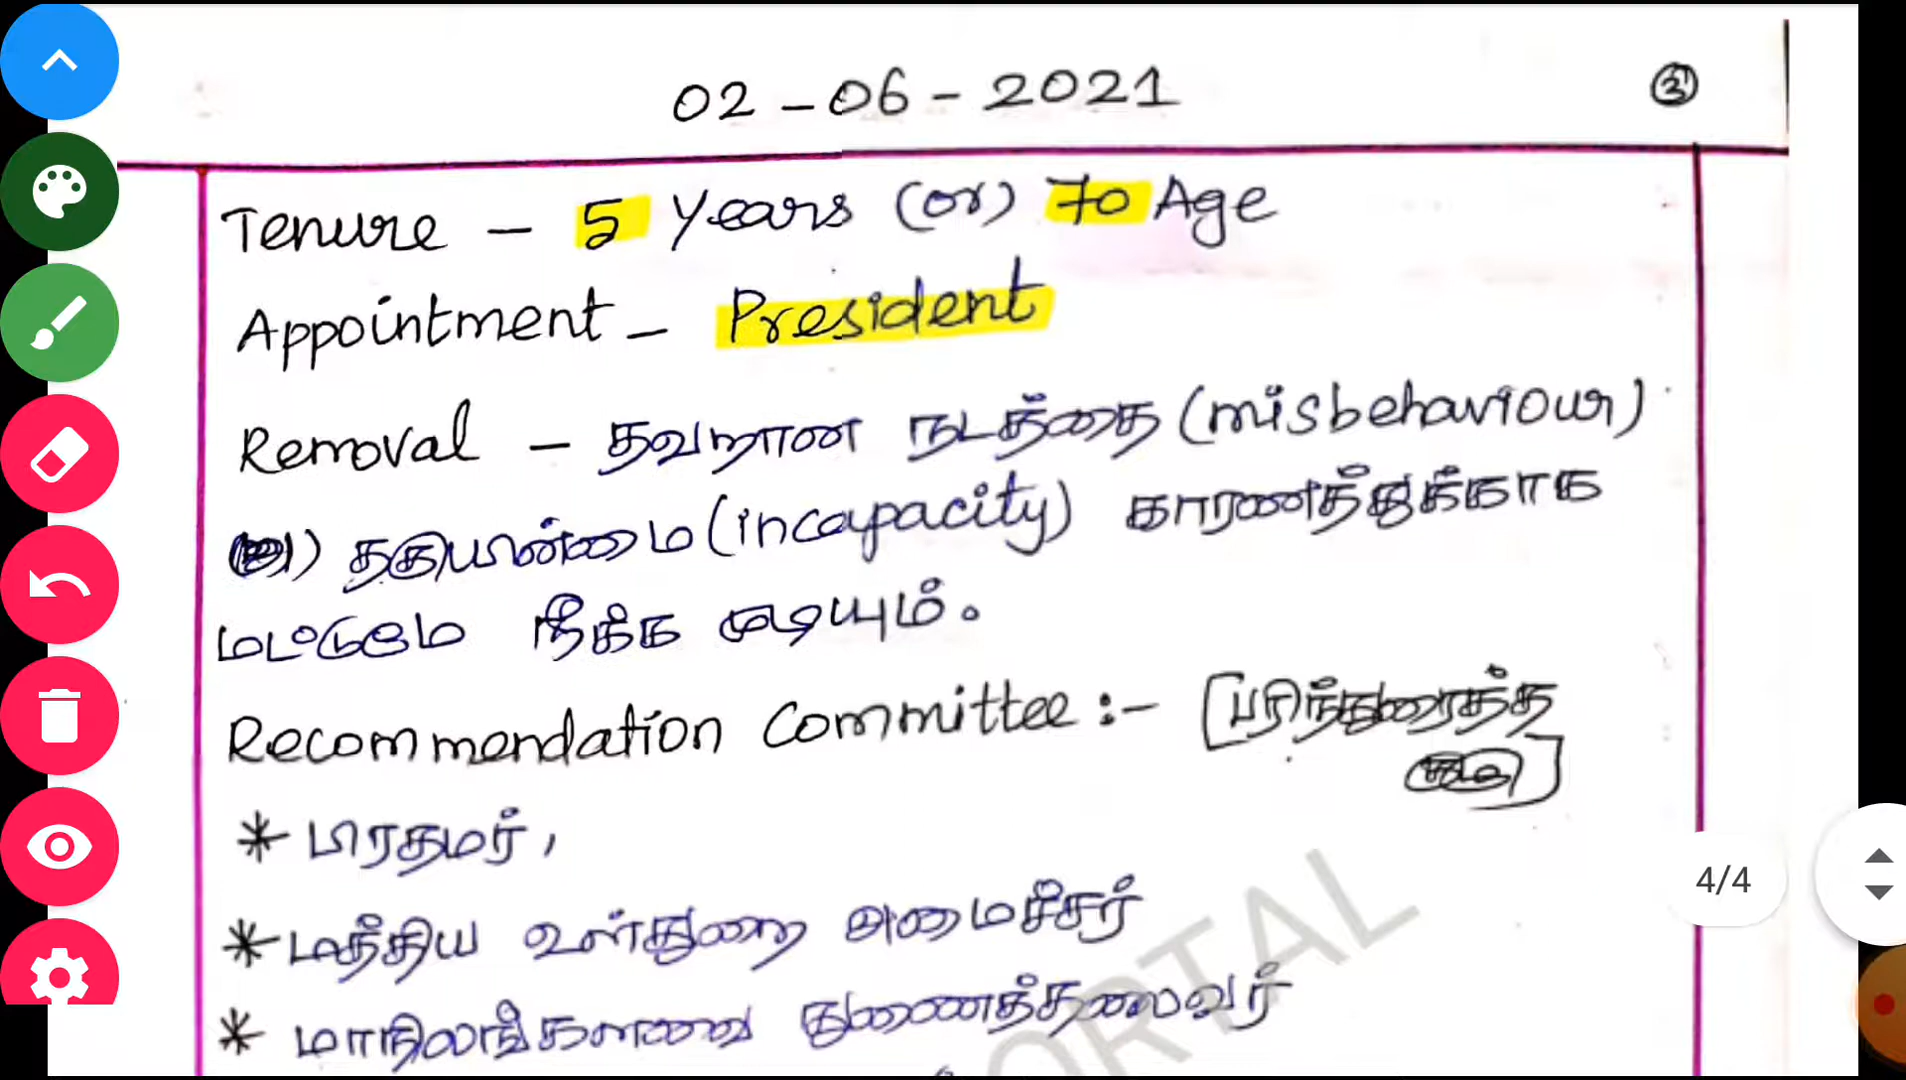 02 - 06 - 2021
3
Tenure - 5 Years (or) 70 Age
Appointment - President
Removal - தவறான நடத்தை (misbehaviour)
(அ) தகுயின்மை (incapacity) காரணத்துக்காக
மட்டுமே நீக்க முடியும்.
Recommendation Committee :- [பரிந்துரைத்த
குழு]
* பிரதமர்,
* மத்திய உள்துறை அமைச்சர்
* மாநிலங்களவை துணைத்தலைவர்
ORTAL
4/4